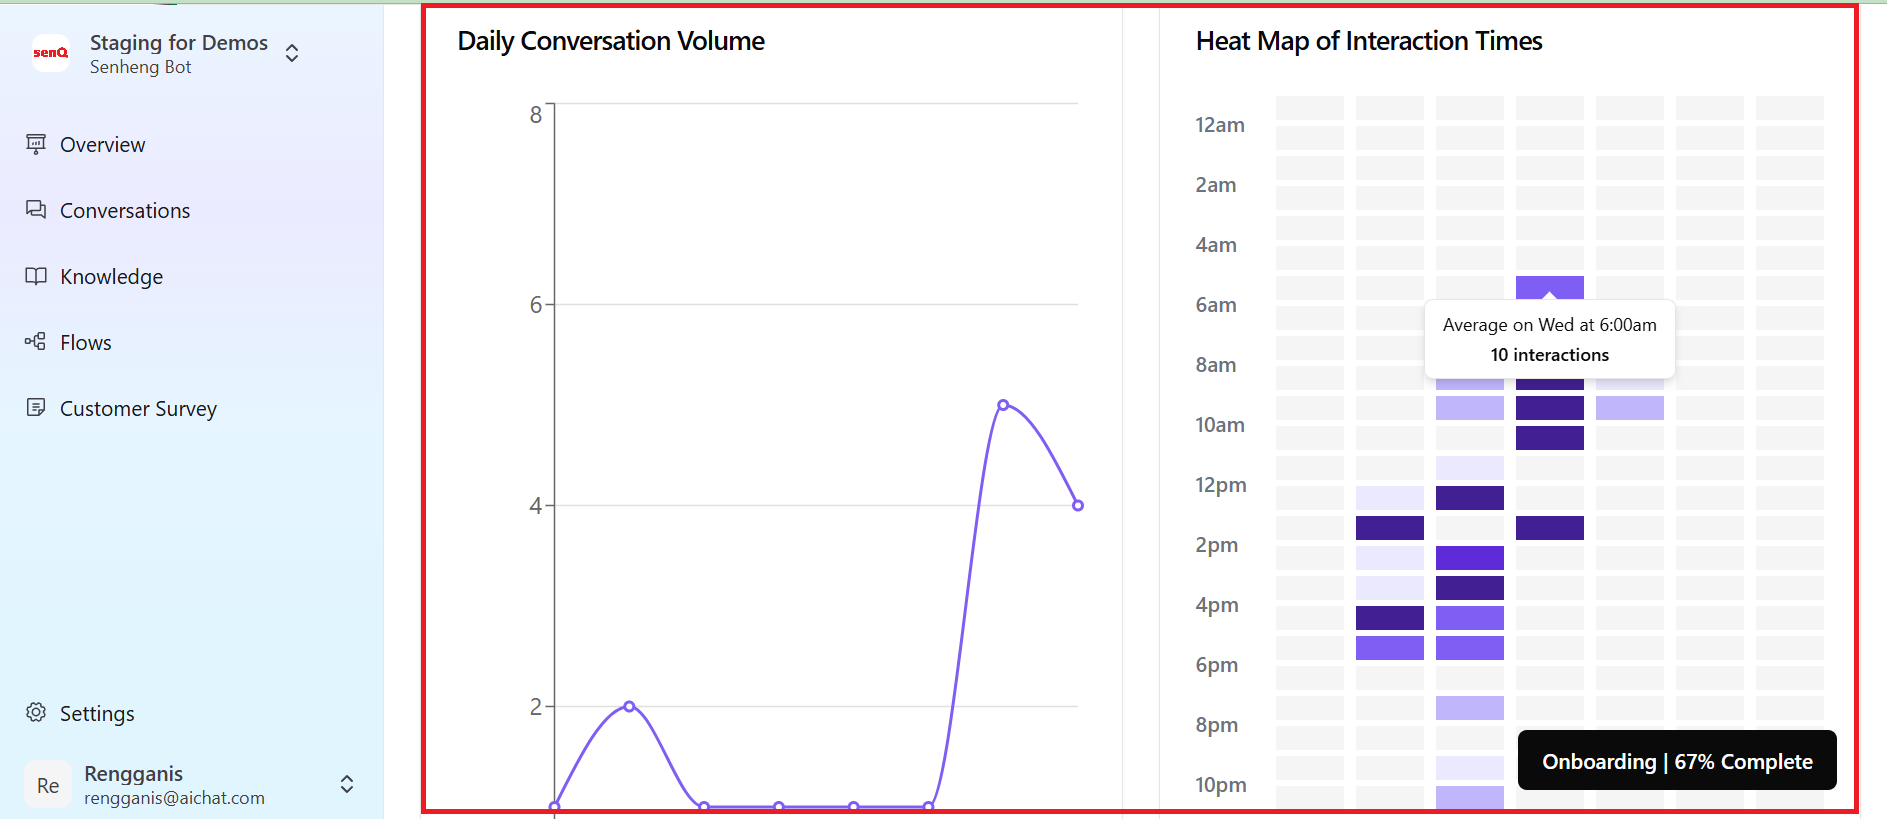 senQ
Staging for Demos
Senheng Bot
Overview
Conversations
Knowledge
Flows
Customer Survey
Settings
Re
Rengganis
rengganis@aichat.com
Daily Conversation Volume
8
6
4
2
Heat Map of Interaction Times
12am
2am
4am
6am
8am
10am
12pm
2pm
4pm
6pm
8pm
10pm
Average on Wed at 6:00am
10 interactions
Onboarding | 67% Complete